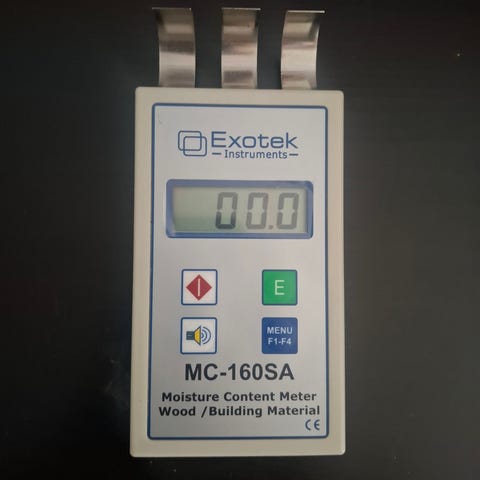 Exotek
Instruments
00.0
E
MENU
F1-F4
MC-160SA
Moisture Content Meter
Wood /Building Material
CE